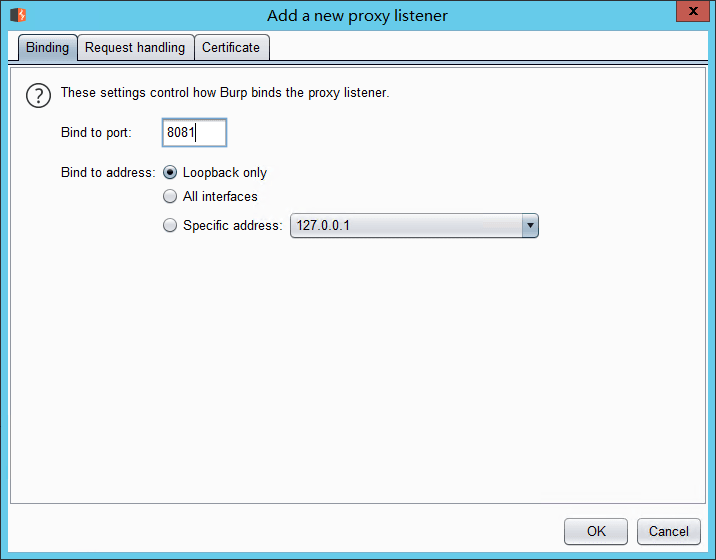 Add a new proxy listener
x
Binding Request handling Certificate
? These settings control how Burp binds the proxy listener.
Bind to port: 8081
Bind to address: Loopback only
All interfaces
Specific address: 127.0.0.1
OK Cancel